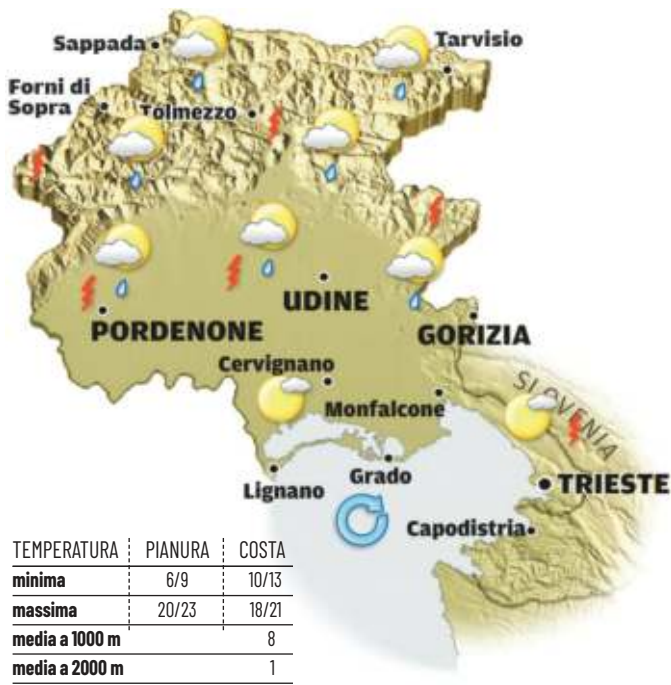 Sappada
Tarvisio
Forni di
Sopra
Tolmezzo
UDINE
PORDENONE
GORIZIA
Cervignano
Monfalcone
SLOVENIA
Lignano
Grado
TRIESTE
Capodistria
TEMPERATURA PIANURA COSTA
minima 6/9 10/13
massima 20/23 18/21
media a 1000 m 8
media a 2000 m 1